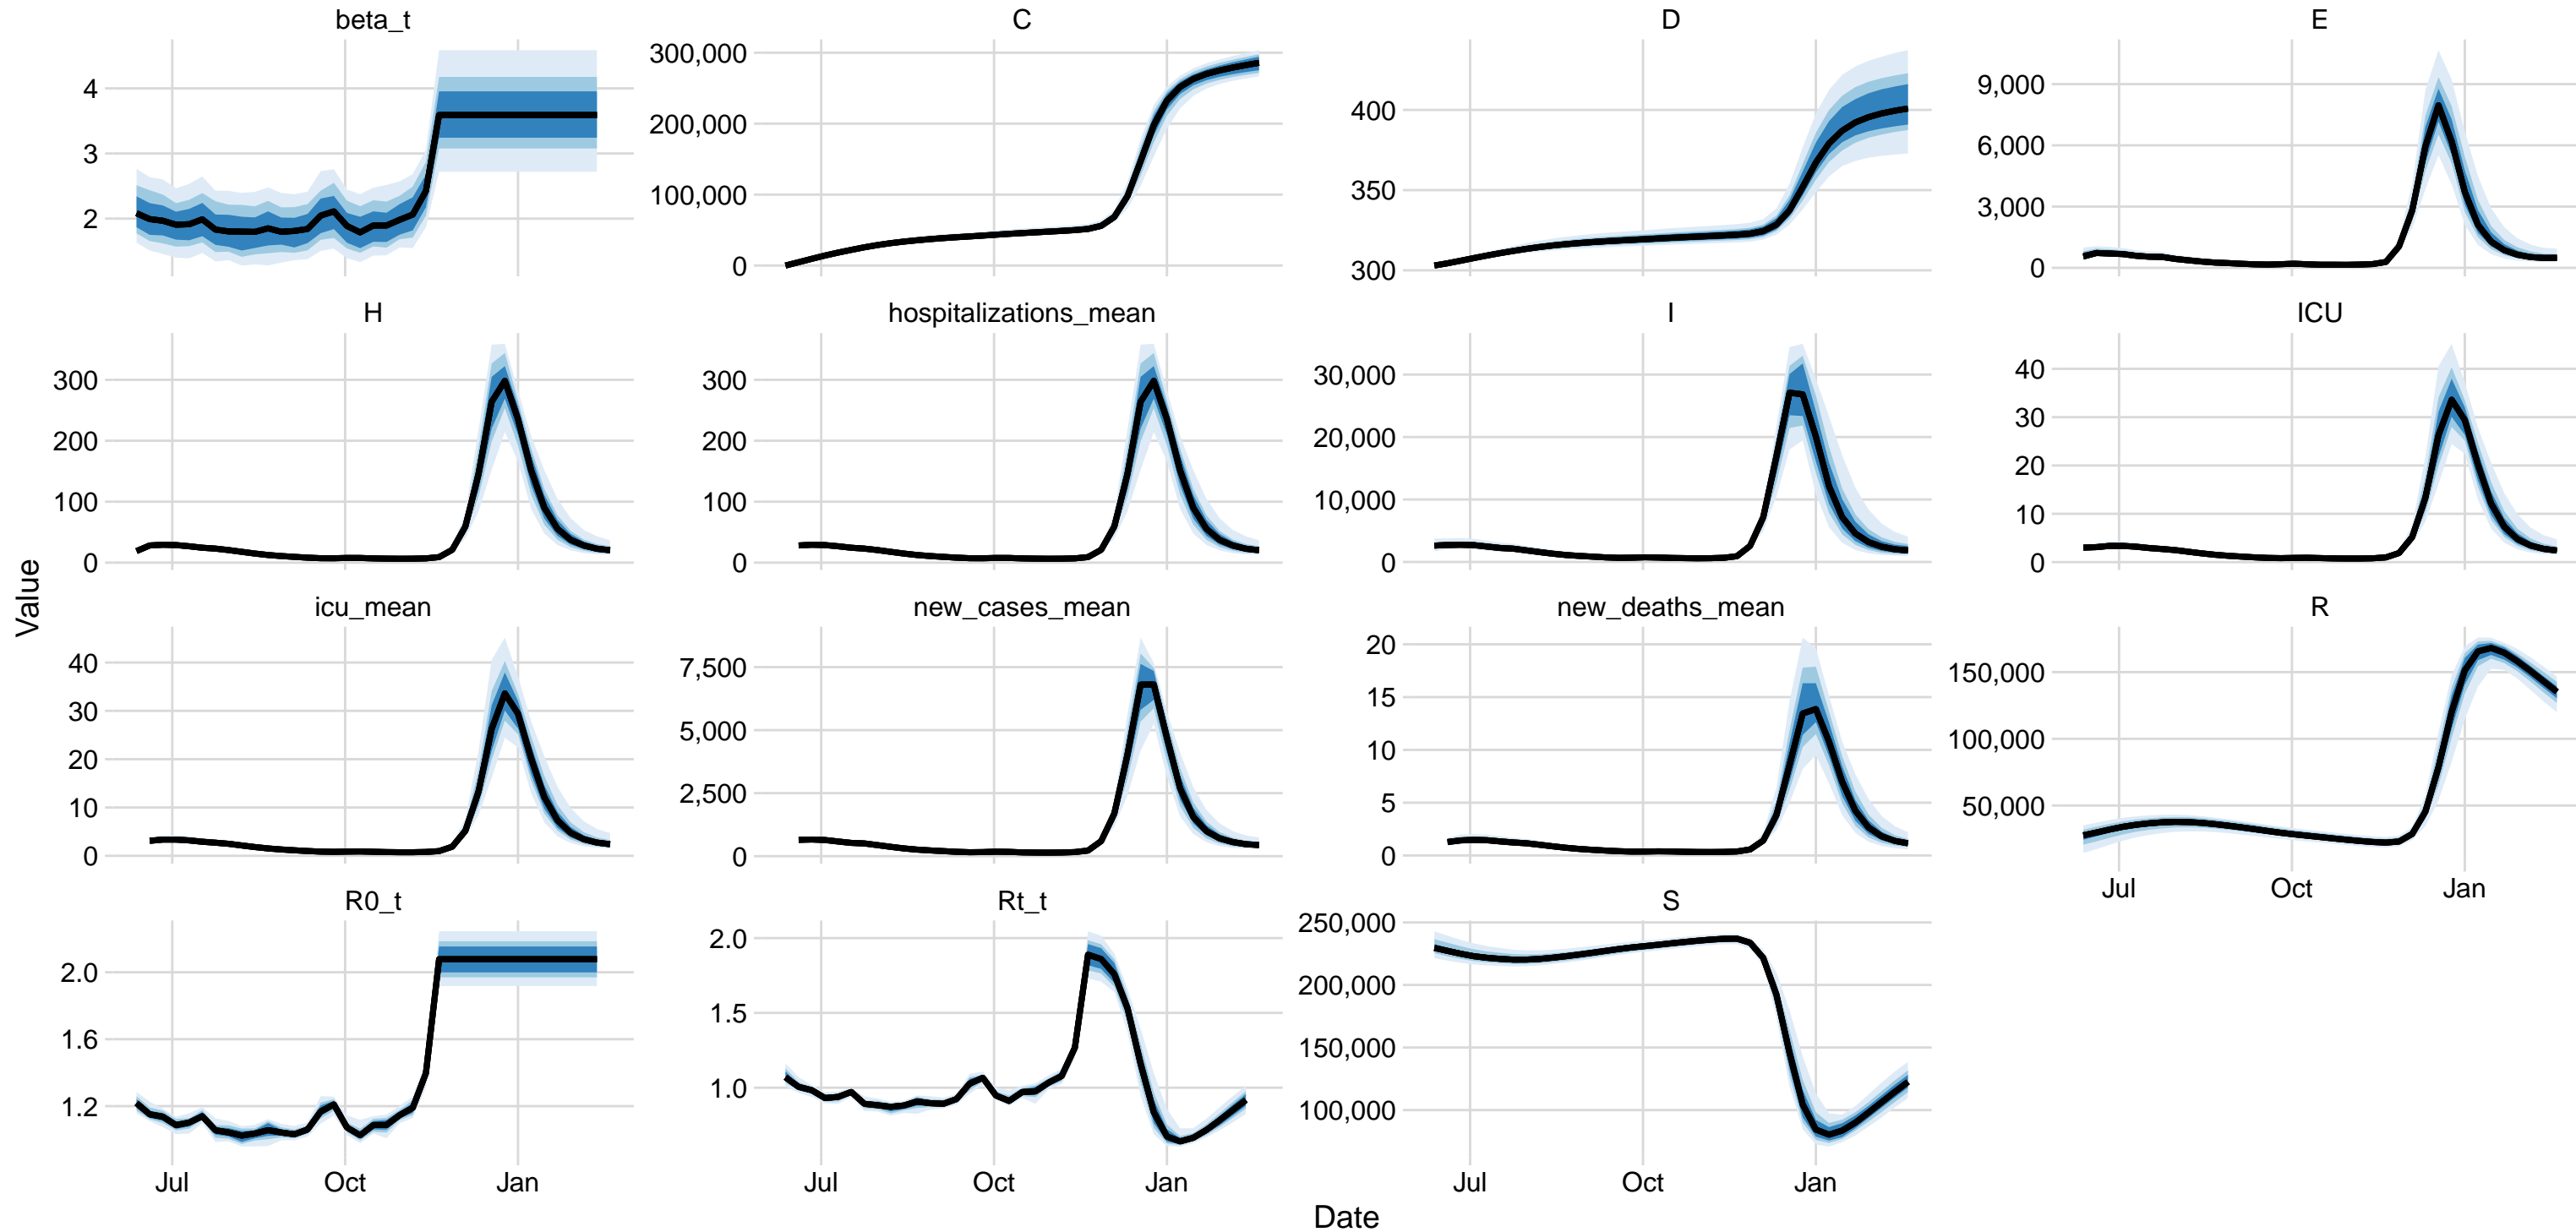 beta_t
C
D
E
4
3
2
300,000
200,000
100,000
0
400
350
300
9,000
6,000
3,000
0
H
hospitalizations_mean
I
ICU
300
200
100
0
300
200
100
0
30,000
20,000
10,000
0
40
30
20
10
0
Value
icu_mean
new_cases_mean
new_deaths_mean
R
40
30
20
10
0
7,500
5,000
2,500
0
20
15
10
5
0
150,000
100,000
50,000
Jul Oct Jan
R0_t
Rt_t
S
2.0
1.6
1.2
2.0
1.5
1.0
250,000
200,000
150,000
100,000
Jul Oct Jan
Jul Oct Jan
Jul Oct Jan
Date